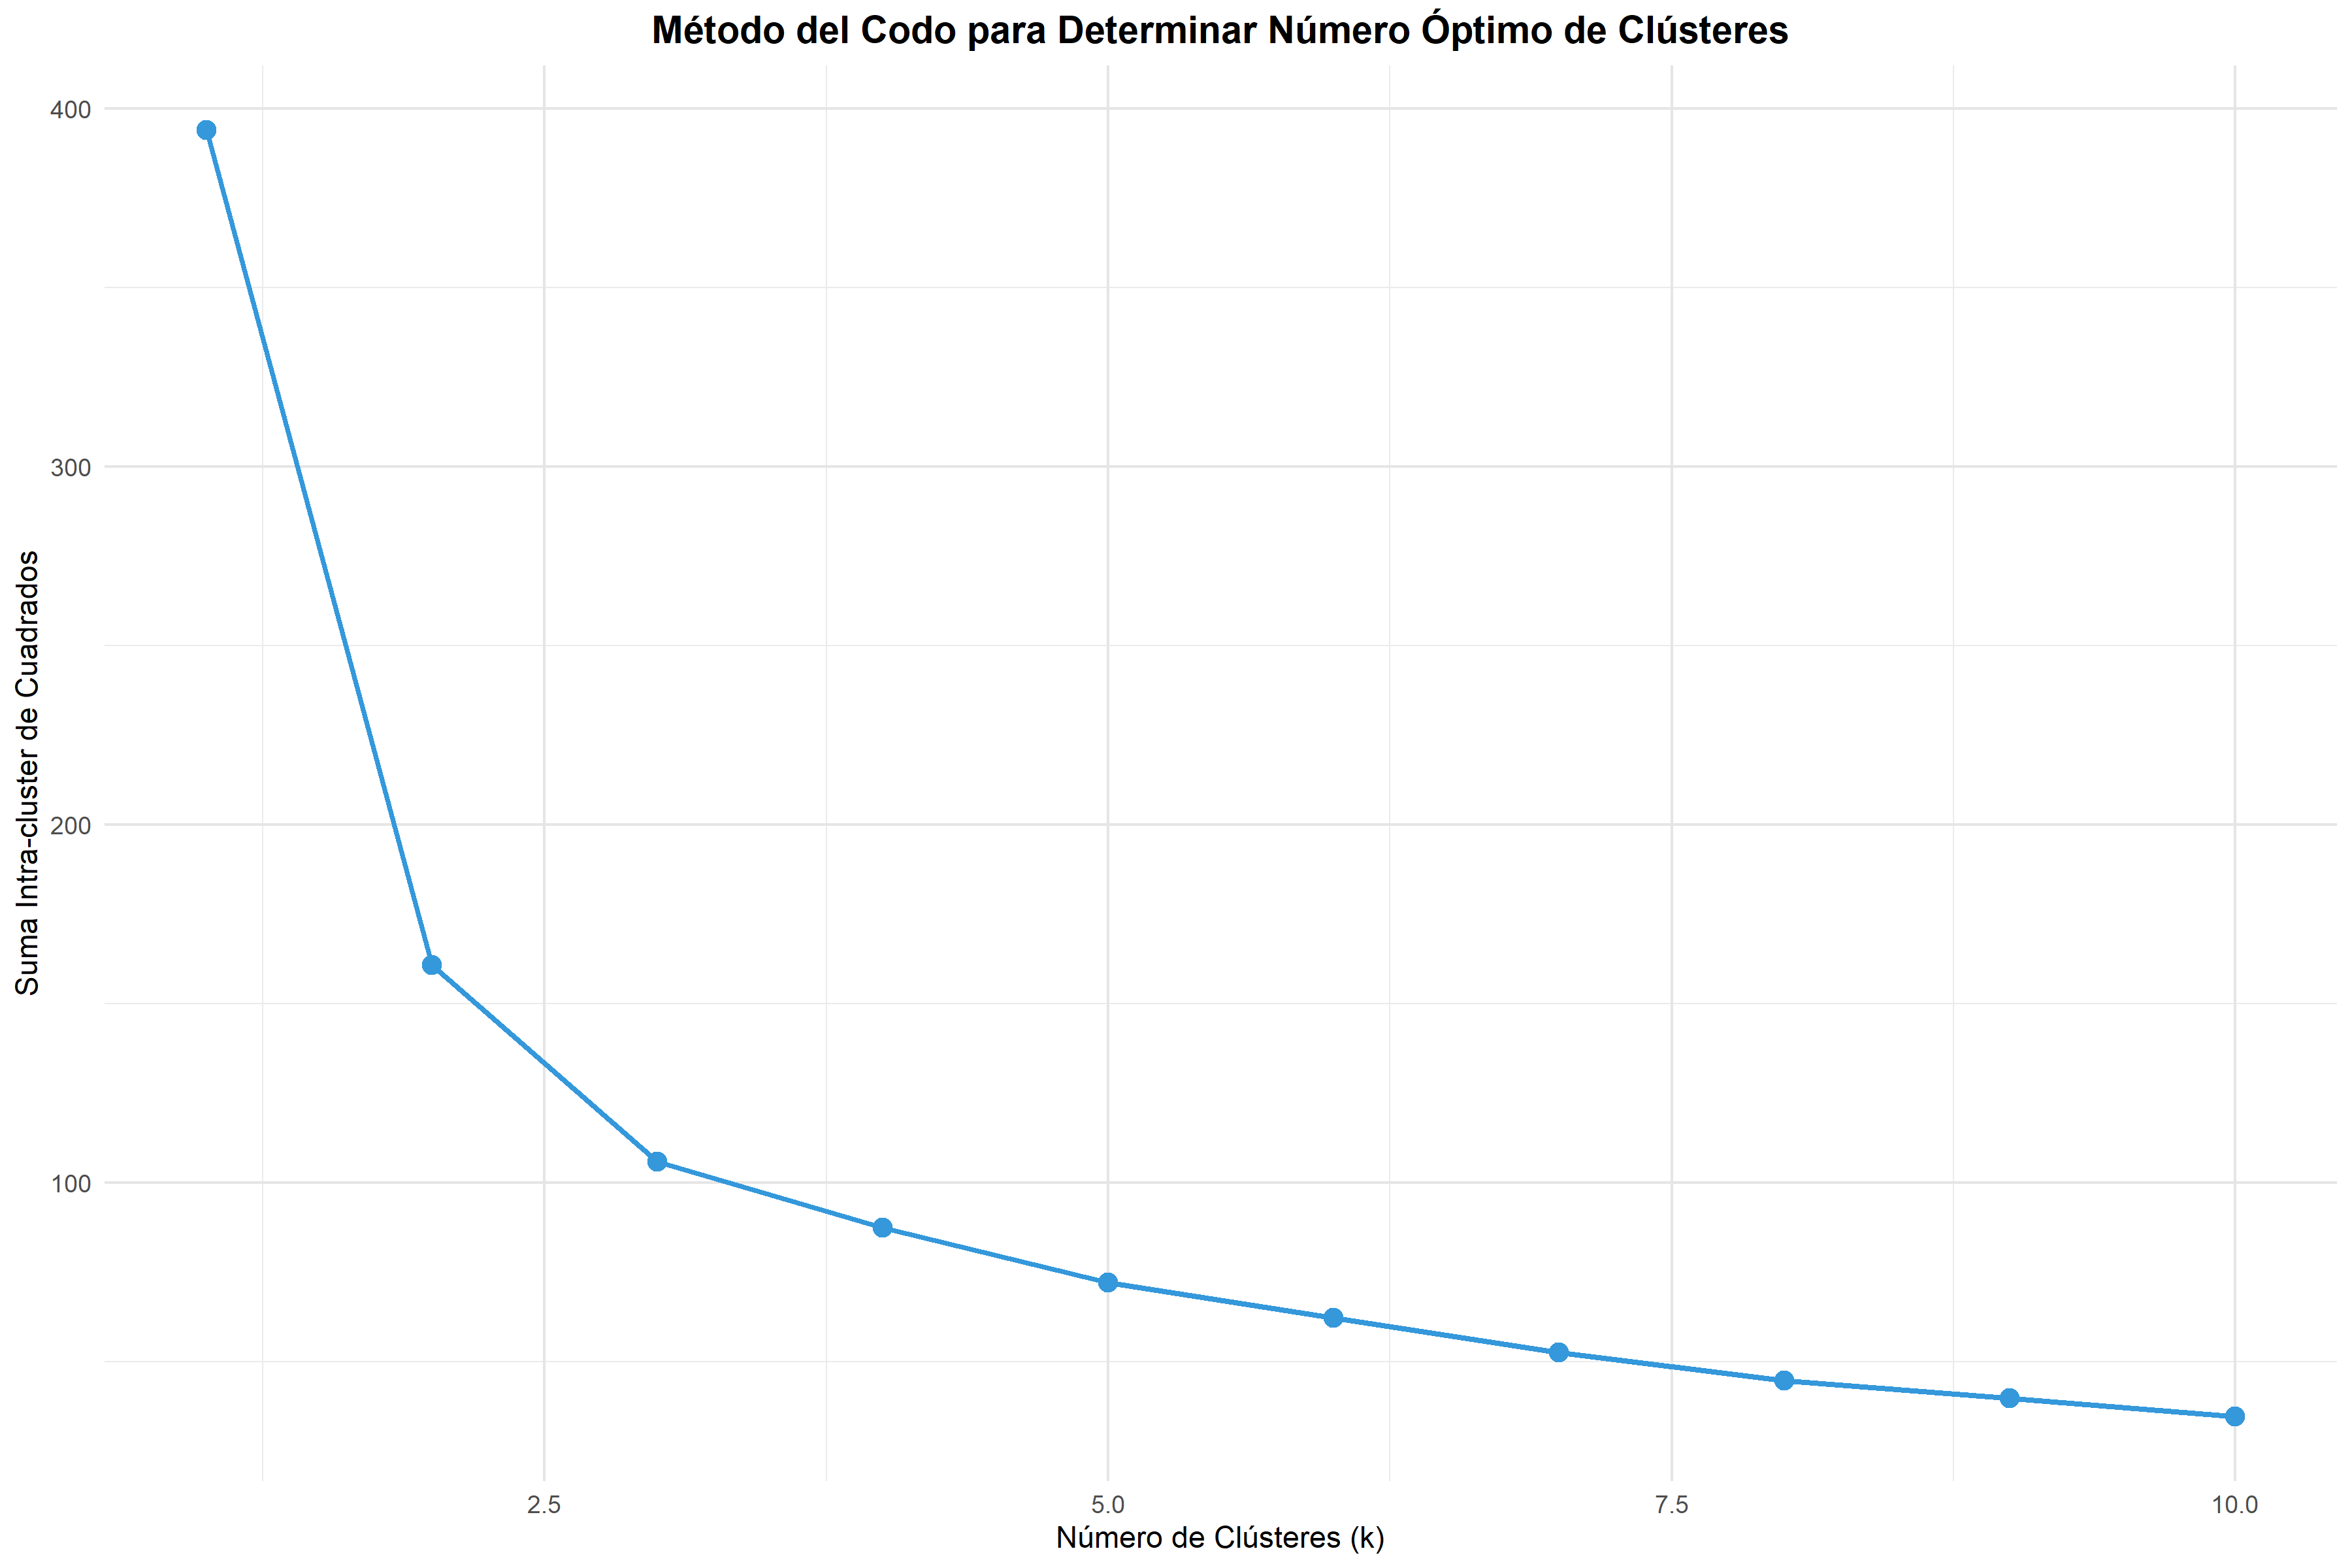 Método del Codo para Determinar Número Óptimo de Clústeres
400
300
200
100
Suma Intra-cluster de Cuadrados
2.5
5.0
7.5
10.0
Número de Clústeres (k)